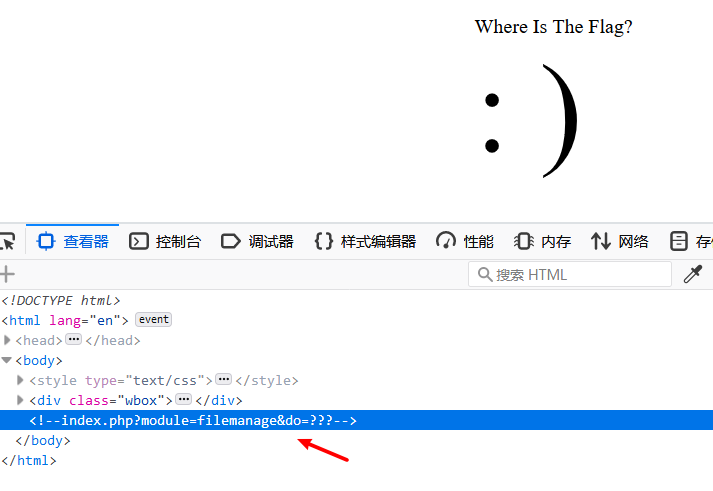 Where Is The Flag?
: )
查看器 控制台 调试器 样式编辑器 性能 内存 网络
搜索 HTML
<!DOCTYPE html>
<html lang="en"> event
<head> ••• </head>
<body>
<style type="text/css"> ••• </style>
<div class="wbox"> ••• </div>
<!--index.php?module=filemanage&do=???-->
</body>
</html>